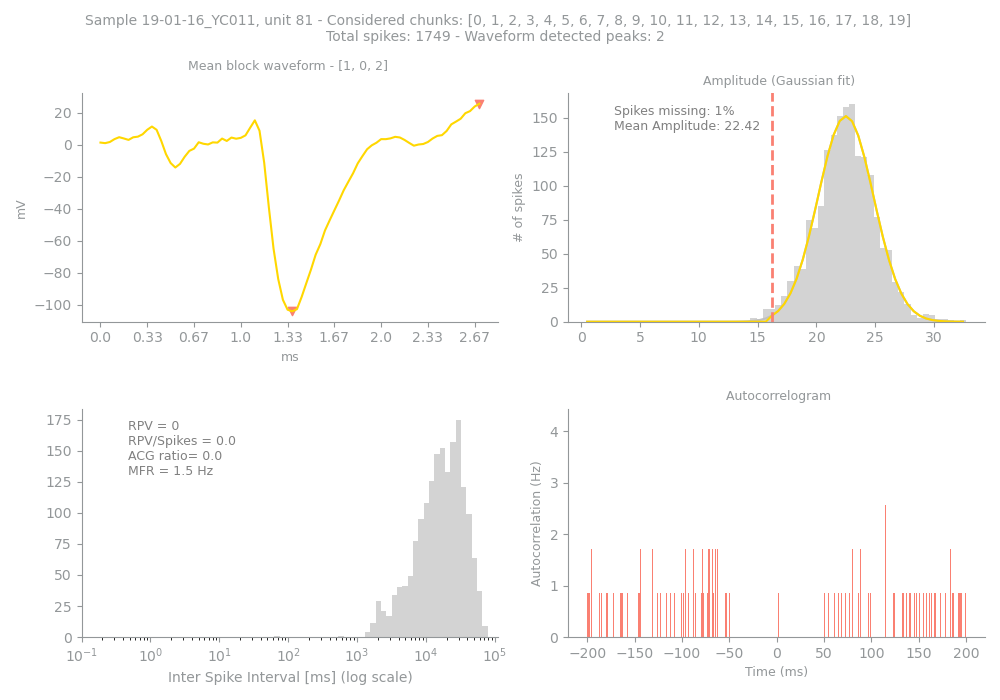 Sample 19-01-16_YC011, unit 81 - Considered chunks: [0, 1, 2, 3, 4, 5, 6, 7, 8, 9, 10, 11, 12, 13, 14, 15, 16, 17, 18, 19]
Total spikes: 1749 - Waveform detected peaks: 2
Mean block waveform - [1, 0, 2]
20
0
−20
−40
−60
−80
−100
mV
0.0 0.33 0.67 1.0 1.33 1.67 2.0 2.33 2.67
ms
Amplitude (Gaussian fit)
Spikes missing: 1%
Mean Amplitude: 22.42
150
125
100
75
50
25
0
# of spikes
0 5 10 15 20 25 30
RPV = 0
RPV/Spikes = 0.0
ACG ratio= 0.0
MFR = 1.5 Hz
175
150
125
100
75
50
25
0
10⁻¹ 10⁰ 10¹ 10² 10³ 10⁴ 10⁵
Inter Spike Interval [ms] (log scale)
Autocorrelogram
4
3
2
1
0
Autocorrelation (Hz)
−200 −150 −100 −50 0 50 100 150 200
Time (ms)